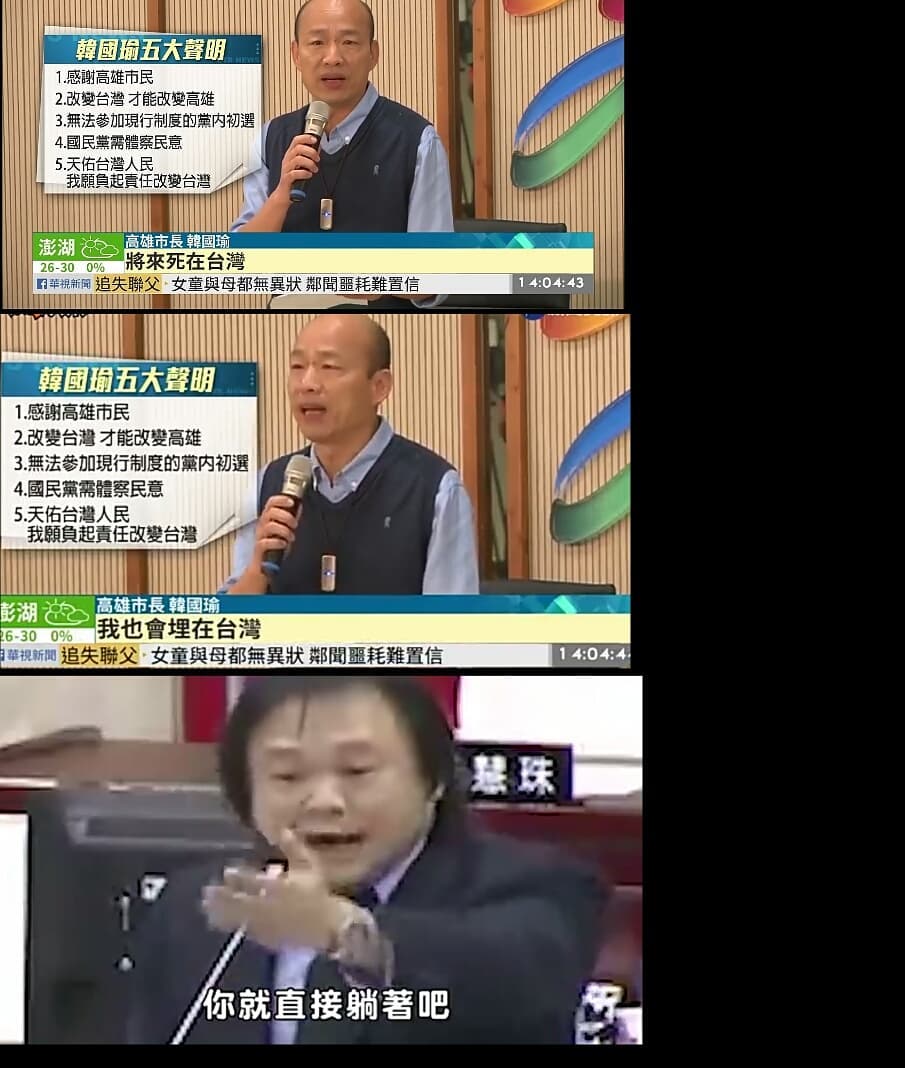 韓國瑜五大聲明
1.感謝高雄市民
2.改變台灣 才能改變高雄
3.無法參加現行制度的黨內初選
4.國民黨需體察民意
5.天佑台灣人民
我願負起責任改變台灣
澎湖
高雄市長 韓國瑜
26-30 0%
將來死在台灣
華視新聞 追失聯父 女童與母都無異狀 鄰聞噩耗難置信 14:04:43
韓國瑜五大聲明
1.感謝高雄市民
2.改變台灣 才能改變高雄
3.無法參加現行制度的黨內初選
4.國民黨需體察民意
5.天佑台灣人民
我願負起責任改變台灣
澎湖
高雄市長 韓國瑜
26-30 0%
我也會埋在台灣
華視新聞 追失聯父 女童與母都無異狀 鄰聞噩耗難置信 14:04:4
慧珠
你就直接躺著吧